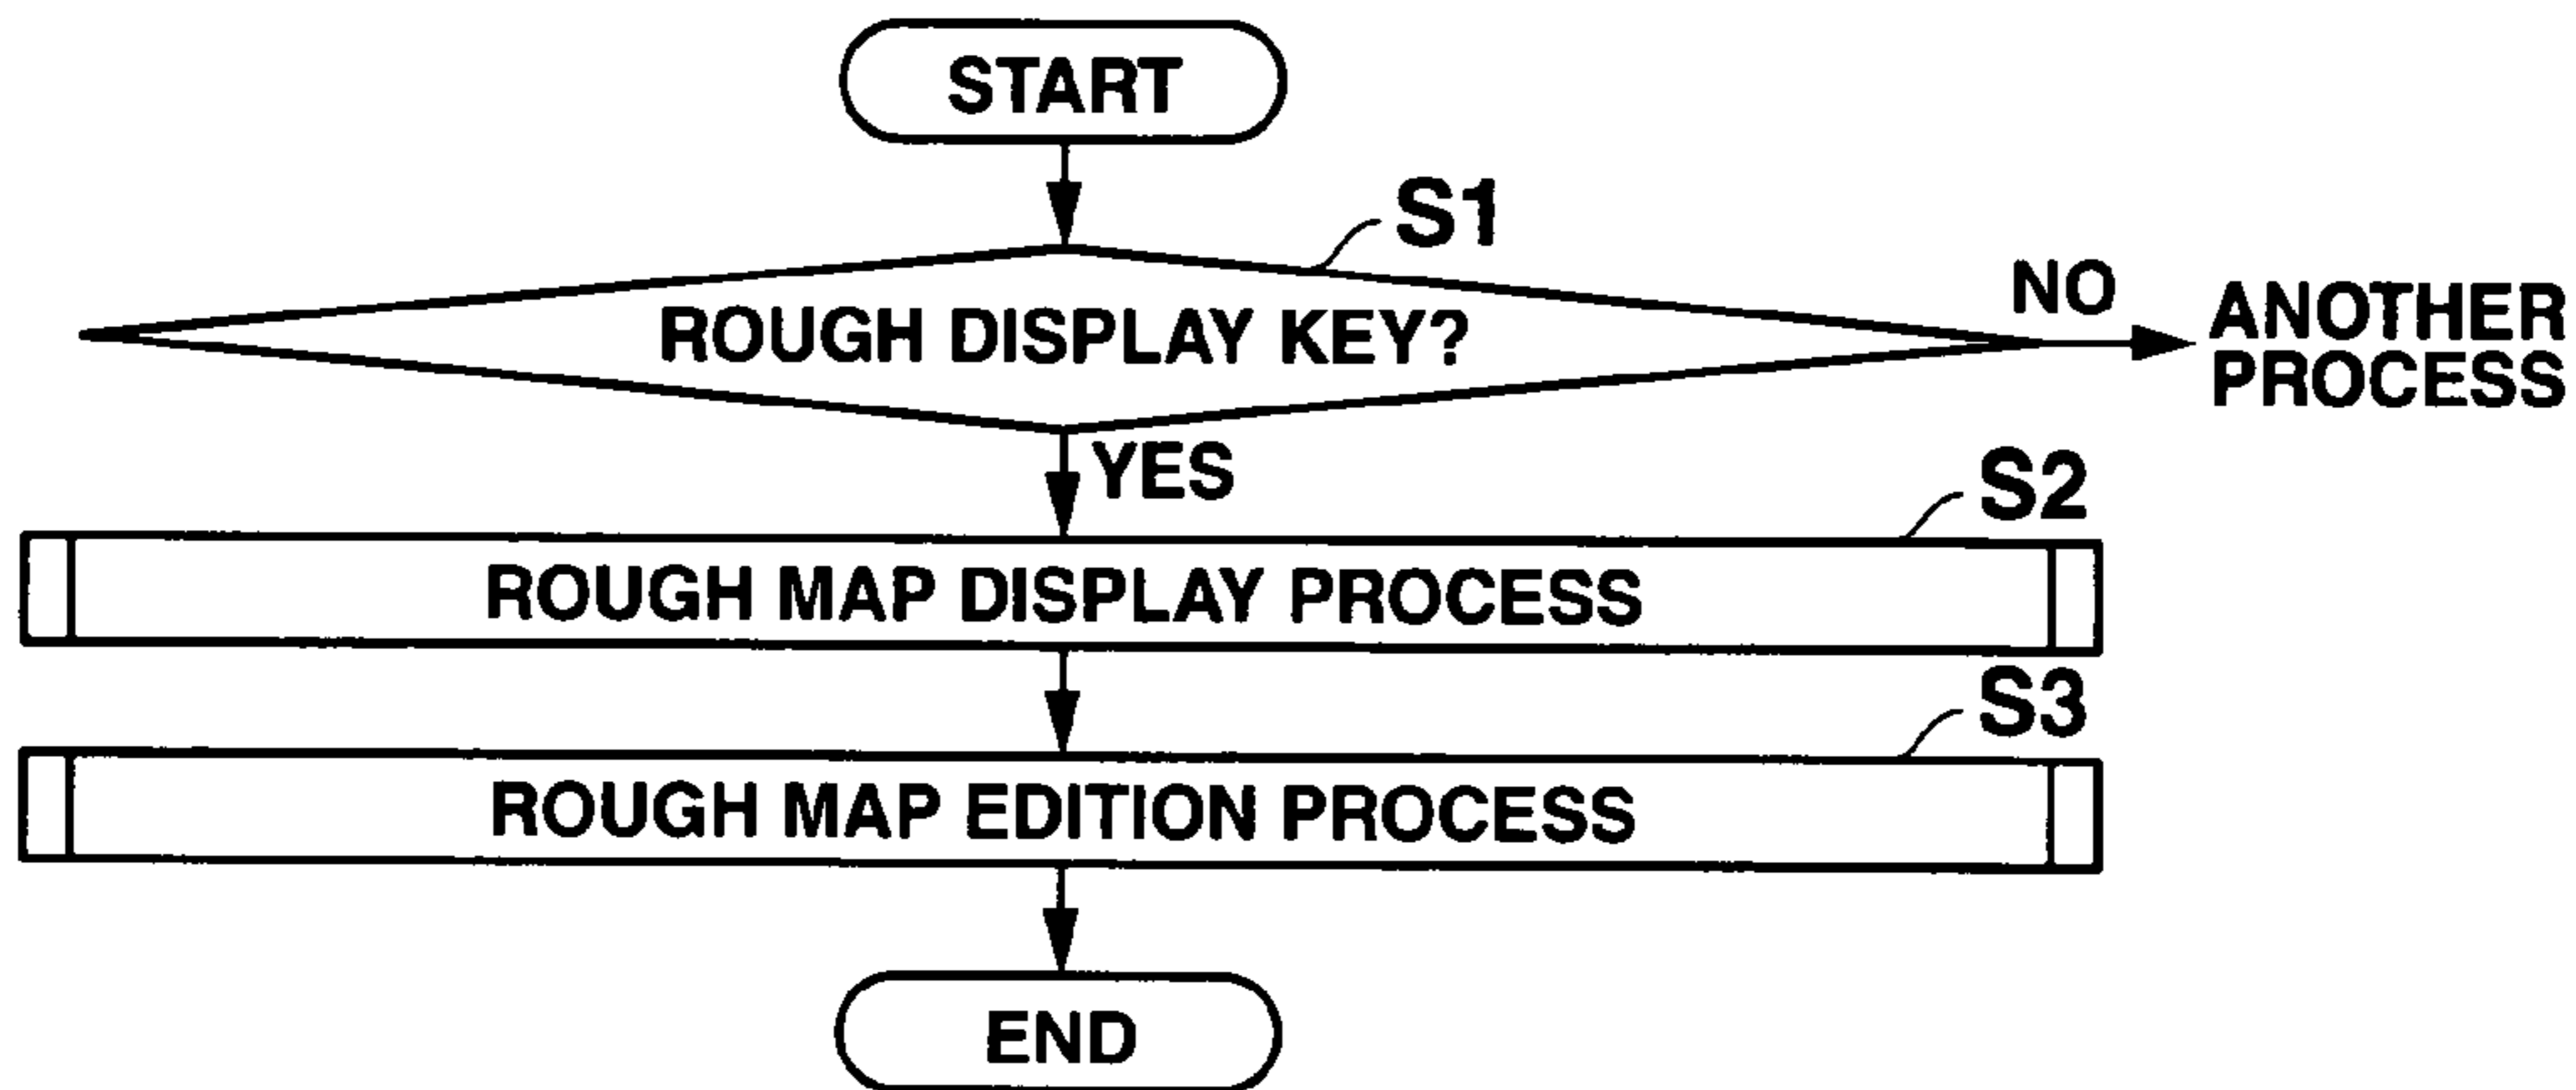 START
S1
ROUGH DISPLAY KEY?
NO
ANOTHER
PROCESS
YES
S2
ROUGH MAP DISPLAY PROCESS
S3
ROUGH MAP EDITION PROCESS
END